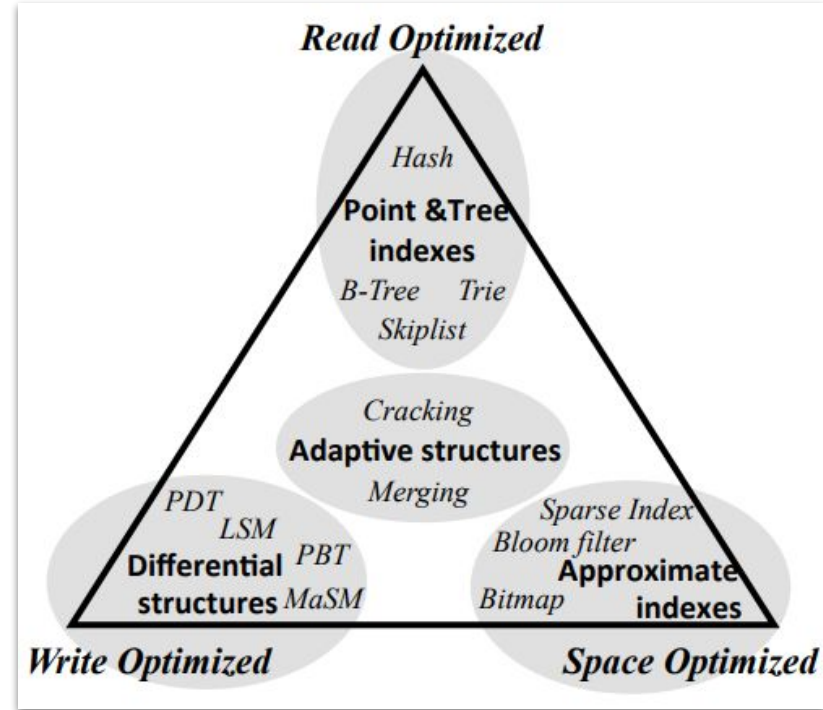 Read Optimized
Hash
Point &Tree
indexes
B-Tree Trie
Skiplist
Cracking
Adaptive structures
Merging
PDT
LSM
PBT
Differential
structures
MaSM
Write Optimized
Sparse Index
Bloom filter
Approximate
Bitmap
indexes
Space Optimized